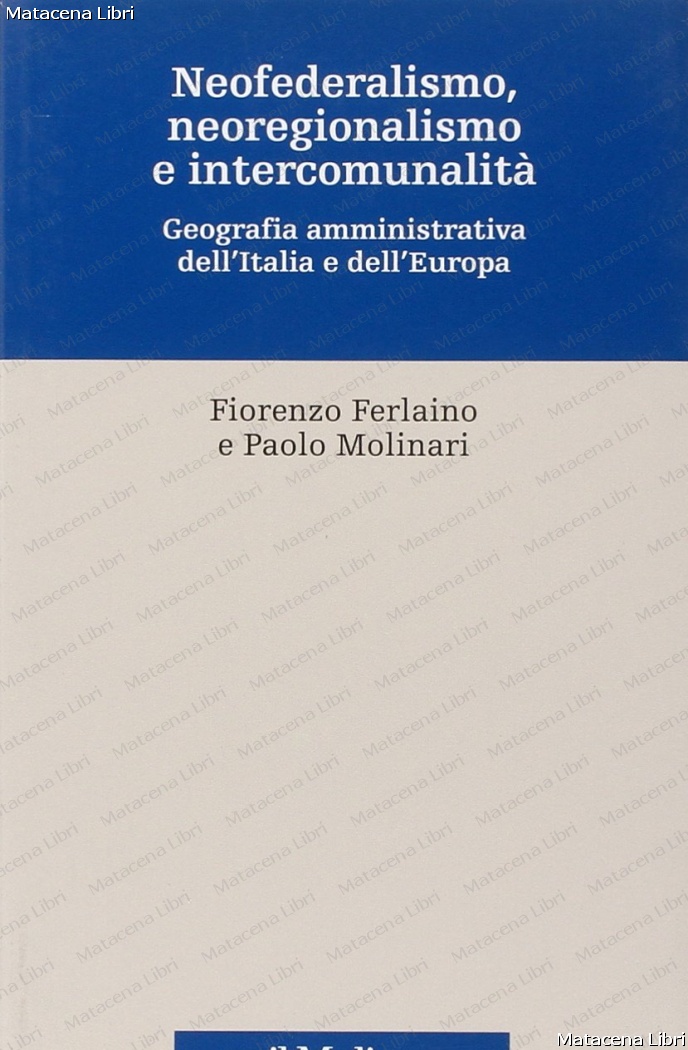 Matacena Libri
Neofederalismo,
neoregionalismo
e intercomunalità
Geografia amministrativa
dell'Italia e dell'Europa
Fiorenzo Ferlaino
e Paolo Molinari
Matacena Libri